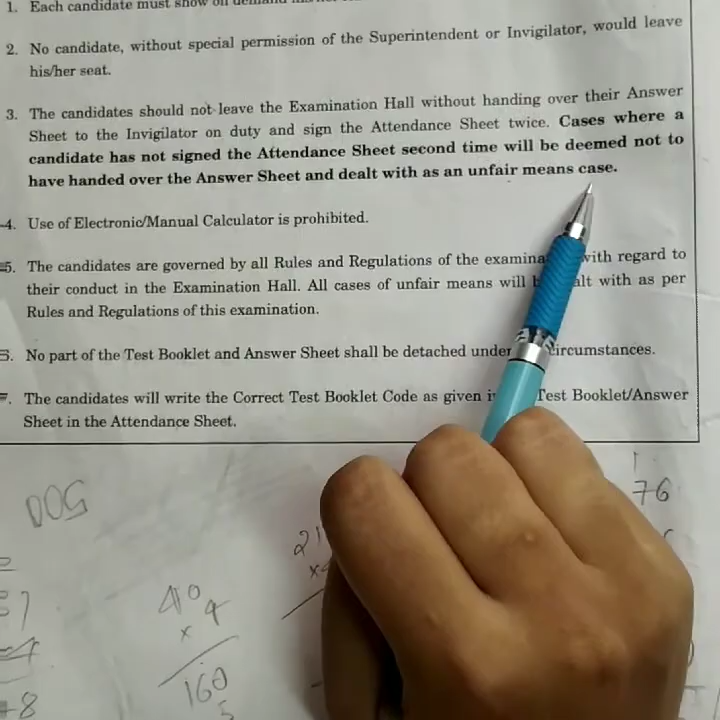 1. Each candidate must show on demand
2. No candidate, without special permission of the Superintendent or Invigilator, would leave
his/her seat.
3. The candidates should not leave the Examination Hall without handing over their Answer
Sheet to the Invigilator on duty and sign the Attendance Sheet twice. Cases where a
candidate has not signed the Attendance Sheet second time will be deemed not to
have handed over the Answer Sheet and dealt with as an unfair means case.
4. Use of Electronic/Manual Calculator is prohibited.
5. The candidates are governed by all Rules and Regulations of the examina with regard to
their conduct in the Examination Hall. All cases of unfair means will alt with as per
Rules and Regulations of this examination.
No part of the Test Booklet and Answer Sheet shall be detached under circumstances.
The candidates will write the Correct Test Booklet Code as given Test Booklet/Answer
Sheet in the Attendance Sheet.
500
76
160